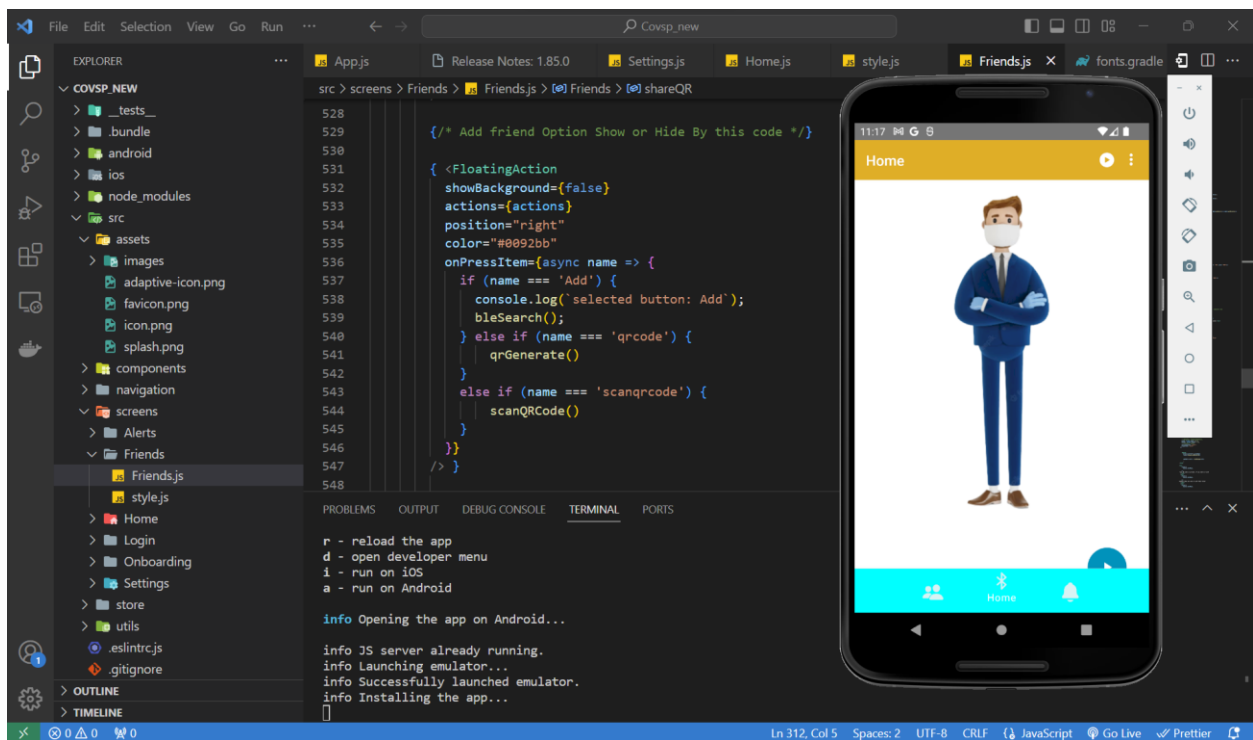 File Edit Selection View Go Run ··· Covsp_new
EXPLORER ···
COVSP_NEW
__tests__
.bundle
android
ios
node_modules
src
assets
images
adaptive-icon.png
favicon.png
icon.png
splash.png
components
navigation
screens
Alerts
Friends
JS Friends.js
JS style.js
Home
Login
Onboarding
Settings
store
utils
.eslintrc.js
.gitignore
OUTLINE
TIMELINE
JS App.js Release Notes: 1.85.0 JS Settings.js JS Home.js JS style.js JS Friends.js fonts.gradle ···
src > screens > Friends > JS Friends.js > Friends > shareQR
528
529 {/* Add friend Option Show or Hide By this code */}
530
531 { <FloatingAction
532 showBackground={false}
533 actions={actions}
534 position="right"
535 color="#0092bb"
536 onPressItem={async name => {
537 if (name === 'Add') {
538 console.log(`selected button: Add`);
539 bleSearch();
540 } else if (name === 'qrcode') {
541 qrGenerate()
542 }
543 else if (name === 'scanqrcode') {
544 scanQRCode()
545 }
546 }}
547 /> }
548
PROBLEMS OUTPUT DEBUG CONSOLE TERMINAL PORTS
r - reload the app
d - open developer menu
i - run on iOS
a - run on Android
info Opening the app on Android...
info JS server already running.
info Launching emulator...
info Successfully launched emulator.
info Installing the app...
11:17 G
Home
Home
1
0 0 0 Ln 312, Col 5 Spaces: 2 UTF-8 CRLF {} JavaScript Go Live Prettier